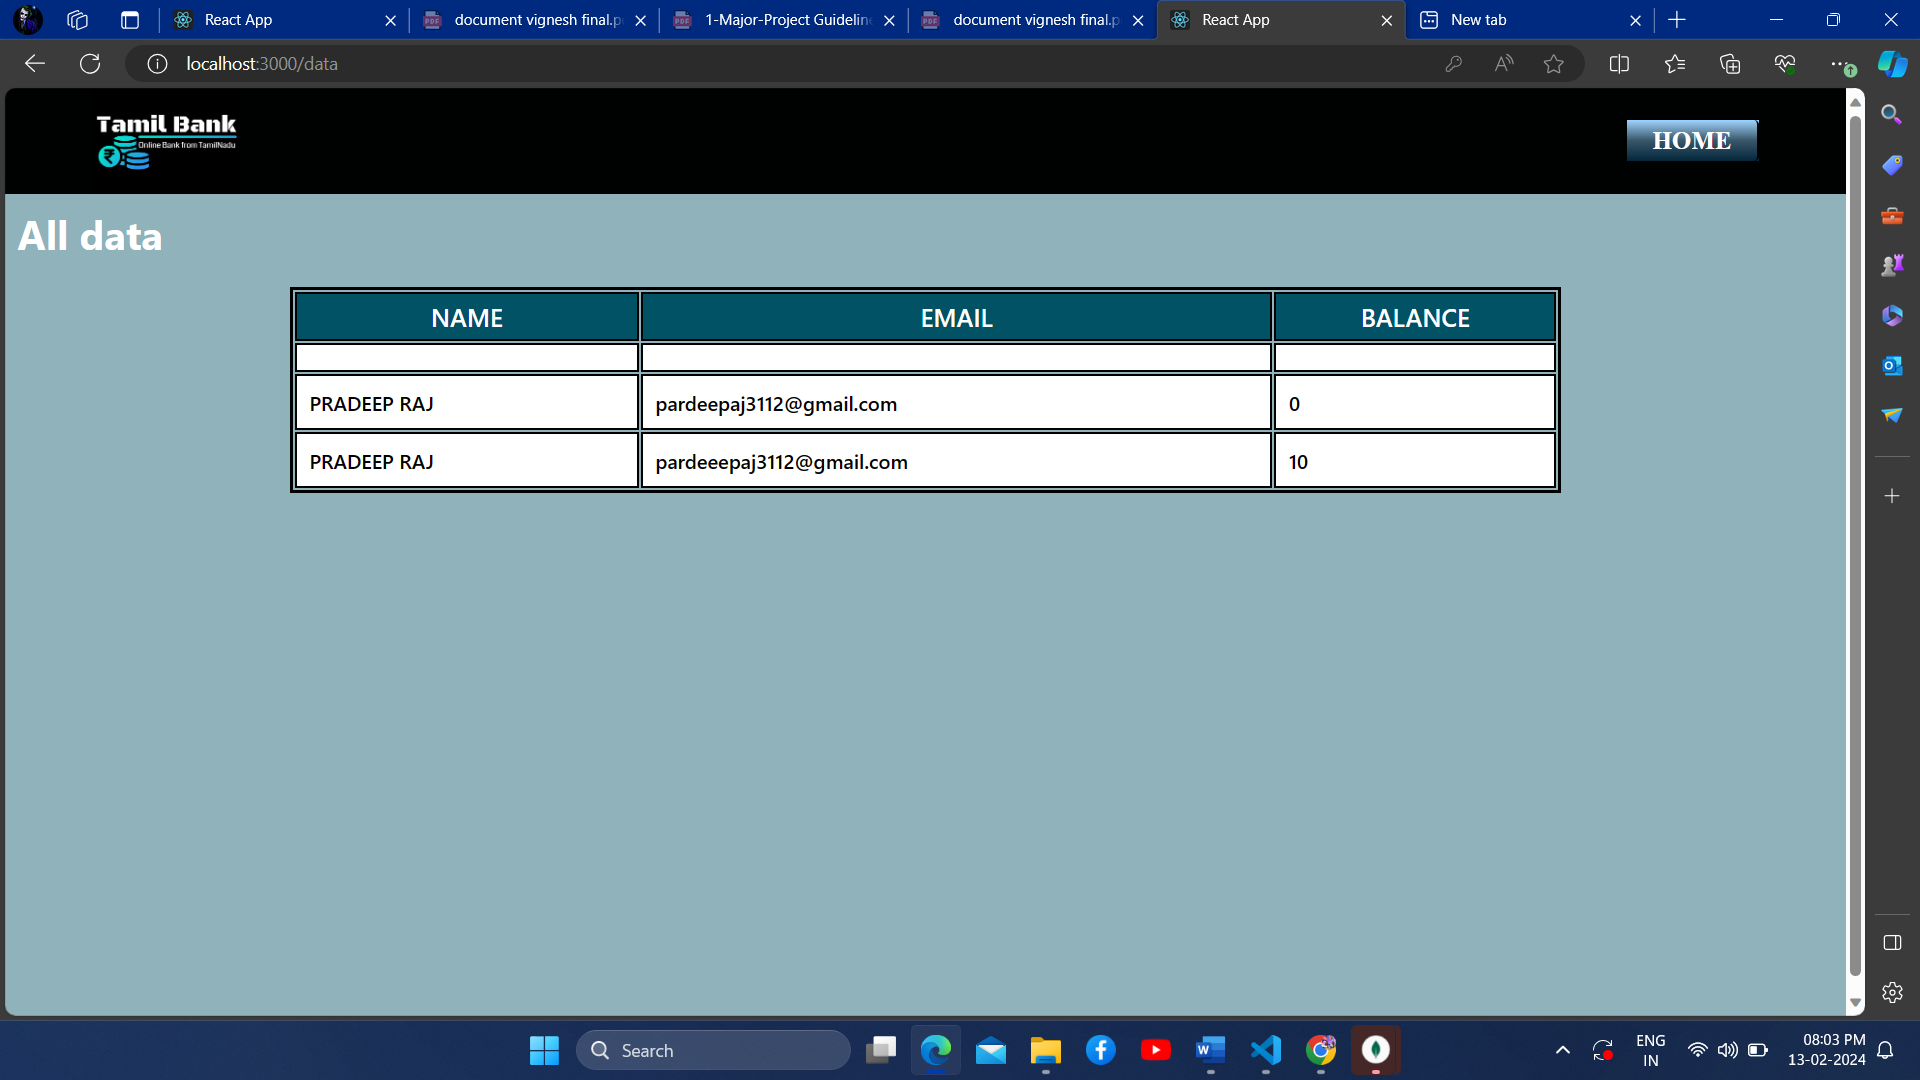 React App
document vignesh final.p
1-Major-Project Guideline
document vignesh final.p
React App
New tab
localhost:3000/data
Tamil Bank
Online Bank from TamilNadu
HOME
All data
NAME EMAIL BALANCE
PRADEEP RAJ pardeepaj3112@gmail.com 0
PRADEEP RAJ pardeeepaj3112@gmail.com 10
Search
ENG
IN
08:03 PM
13-02-2024